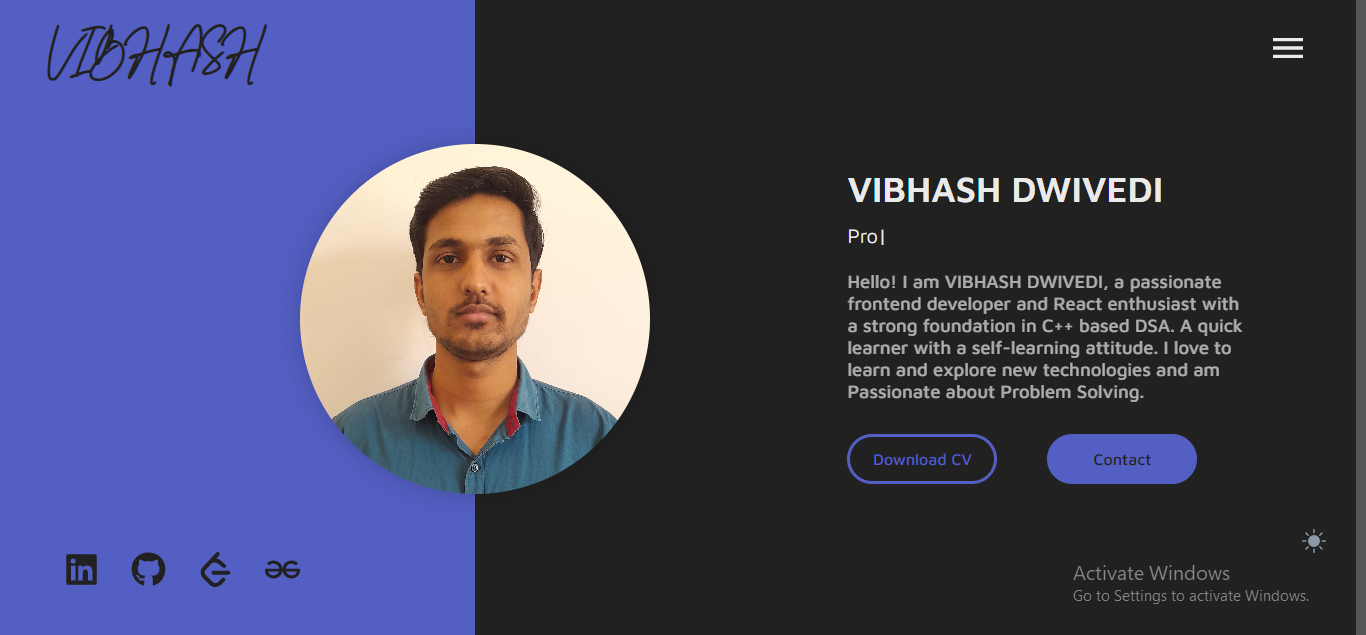 VIBHASH
VIBHASH DWIVEDI
Pro|
Hello! I am VIBHASH DWIVEDI, a passionate
frontend developer and React enthusiast with
a strong foundation in C++ based DSA. A quick
learner with a self-learning attitude. I love to
learn and explore new technologies and am
Passionate about Problem Solving.
Download CV
Contact
in
Activate Windows
Go to Settings to activate Windows.